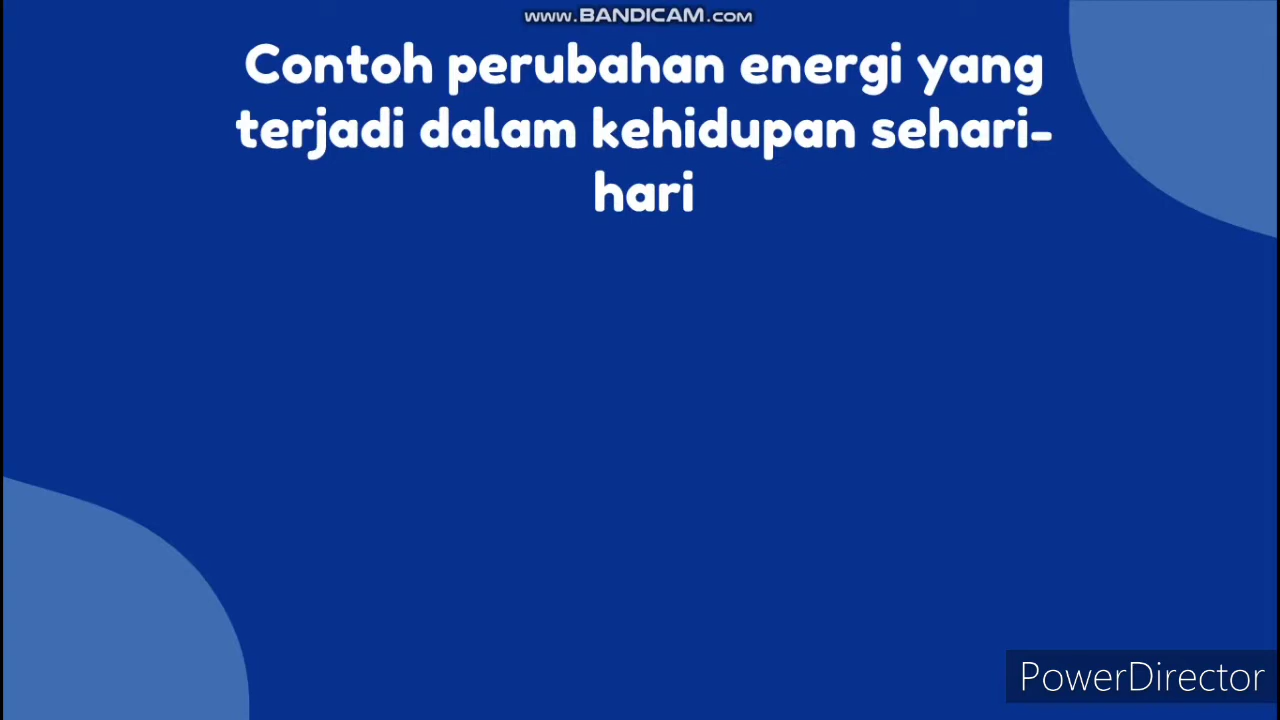 www.BANDICAM.com
Contoh perubahan energi yang
terjadi dalam kehidupan sehari-
hari
PowerDirector